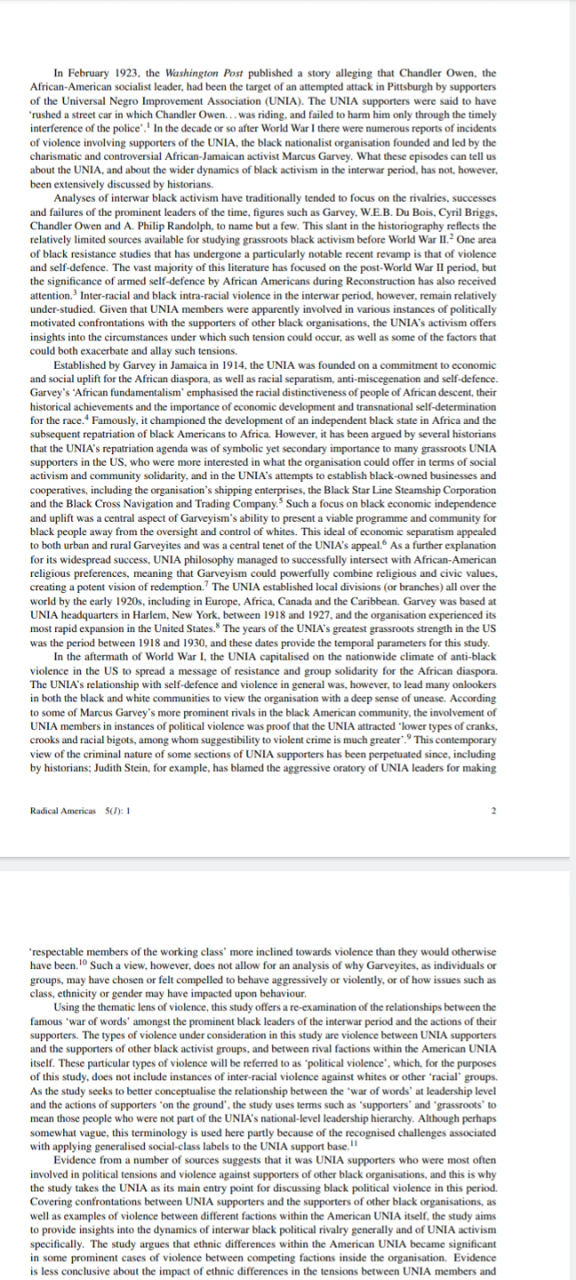 In February 1923, the Washington Post published a story alleging that Chandler Owen, the
African-American socialist leader, had been the target of an attempted attack in Pittsburgh by supporters
of the Universal Negro Improvement Association (UNIA). The UNIA supporters were said to have
'rushed a street car in which Chandler Owen. . . was riding, and failed to harm him only through the timely
interference of the police'.1 In the decade or so after World War I there were numerous reports of incidents
of violence involving supporters of the UNIA, the black nationalist organisation founded and led by the
charismatic and controversial African-Jamaican activist Marcus Garvey. What these episodes can tell us
about the UNIA, and about the wider dynamics of black activism in the interwar period, has not, however,
been extensively discussed by historians.
Analyses of interwar black activism have traditionally tended to focus on the rivalries, successes
and failures of the prominent leaders of the time, figures such as Garvey, W.E.B. Du Bois, Cyril Briggs,
Chandler Owen and A. Philip Randolph, to name but a few. This slant in the historiography reflects the
relatively limited sources available for studying grassroots black activism before World War II.2 One area
of black resistance studies that has undergone a particularly notable recent revamp is that of violence
and self-defence. The vast majority of this literature has focused on the post-World War II period, but
the significance of armed self-defence by African Americans during Reconstruction has also received
attention.3 Inter-racial and black intra-racial violence in the interwar period, however, remain relatively
under-studied. Given that UNIA members were apparently involved in various instances of politically
motivated confrontations with the supporters of other black organisations, the UNIA's activism offers
insights into the circumstances under which such tension could occur, as well as some of the factors that
could both exacerbate and allay such tensions.
Established by Garvey in Jamaica in 1914, the UNIA was founded on a commitment to economic
and social uplift for the African diaspora, as well as racial separatism, anti-miscegenation and self-defence.
Garvey's 'African fundamentalism' emphasised the racial distinctiveness of people of African descent, their
historical achievements and the importance of economic development and transnational self-determination
for the race.4 Famously, it championed the development of an independent black state in Africa and the
subsequent repatriation of black Americans to Africa. However, it has been argued by several historians
that the UNIA's repatriation agenda was of symbolic yet secondary importance to many grassroots UNIA
supporters in the US, who were more interested in what the organisation could offer in terms of social
activism and community solidarity, and in the UNIA's attempts to establish black-owned businesses and
cooperatives, including the organisation's shipping enterprises, the Black Star Line Steamship Corporation
and the Black Cross Navigation and Trading Company.5 Such a focus on black economic independence
and uplift was a central aspect of Garveyism's ability to present a viable programme and community for
black people away from the oversight and control of whites. This ideal of economic separatism appealed
to both urban and rural Garveyites and was a central tenet of the UNIA's appeal.6 As a further explanation
for its widespread success, UNIA philosophy managed to successfully intersect with African-American
religious preferences, meaning that Garveyism could powerfully combine religious and civic values,
creating a potent vision of redemption.7 The UNIA established local divisions (or branches) all over the
world by the early 1920s, including in Europe, Africa, Canada and the Caribbean. Garvey was based at
UNIA headquarters in Harlem, New York, between 1918 and 1927, and the organisation experienced its
most rapid expansion in the United States.8 The years of the UNIA's greatest grassroots strength in the US
was the period between 1918 and 1930, and these dates provide the temporal parameters for this study.
In the aftermath of World War I, the UNIA capitalised on the nationwide climate of anti-black
violence in the US to spread a message of resistance and group solidarity for the African diaspora.
The UNIA's relationship with self-defence and violence in general was, however, to lead many onlookers
in both the black and white communities to view the organisation with a deep sense of unease. According
to some of Marcus Garvey's more prominent rivals in the black American community, the involvement of
UNIA members in instances of political violence was proof that the UNIA attracted 'lower types of cranks,
crooks and racial bigots, among whom suggestibility to violent crime is much greater'.9 This contemporary
view of the criminal nature of some sections of UNIA supporters has been perpetuated since, including
by historians; Judith Stein, for example, has blamed the aggressive oratory of UNIA leaders for making
Radical Americas 5(1): 1 2
'respectable members of the working class' more inclined towards violence than they would otherwise
have been.10 Such a view, however, does not allow for an analysis of why Garveyites, as individuals or
groups, may have chosen or felt compelled to behave aggressively or violently, or of how issues such as
class, ethnicity or gender may have impacted upon behaviour.
Using the thematic lens of violence, this study offers a re-examination of the relationships between the
famous 'war of words' amongst the prominent black leaders of the interwar period and the actions of their
supporters. The types of violence under consideration in this study are violence between UNIA supporters
and the supporters of other black activist groups, and between rival factions within the American UNIA
itself. These particular types of violence will be referred to as 'political violence', which, for the purposes
of this study, does not include instances of inter-racial violence against whites or other 'racial' groups.
As the study seeks to better conceptualise the relationship between the 'war of words' at leadership level
and the actions of supporters 'on the ground', the study uses terms such as 'supporters' and 'grassroots' to
mean those people who were not part of the UNIA's national-level leadership hierarchy. Although perhaps
somewhat vague, this terminology is used here partly because of the recognised challenges associated
with applying generalised social-class labels to the UNIA support base.11
Evidence from a number of sources suggests that it was UNIA supporters who were most often
involved in political tensions and violence against supporters of other black organisations, and this is why
the study takes the UNIA as its main entry point for discussing black political violence in this period.
Covering confrontations between UNIA supporters and the supporters of other black organisations, as
well as examples of violence between different factions within the American UNIA itself, the study aims
to provide insights into the dynamics of interwar black political rivalry generally and of UNIA activism
specifically. The study argues that ethnic differences within the American UNIA became significant
in some prominent cases of violence between competing factions inside the organisation. Evidence
is less conclusive about the impact of ethnic differences in the tensions between UNIA members and